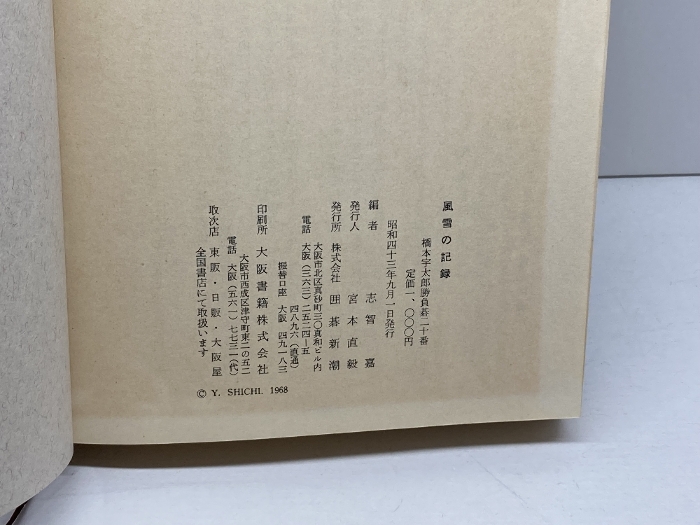 風雪の記録
橋本宇太郎勝負碁二十番
定価一、〇〇〇円
昭和四十三年九月一日発行
編者 志智嘉
発行人 宮本直毅
発行所 株式会社 囲碁新潮
大阪市北区真砂町三〇真和ビル内
電話 大阪(三六三)二五二四—五
四八九六(直通)
振替口座 大阪 四九一八三
印刷所 大阪書籍株式会社
大阪市西成区津守町東二の五二
電話 大阪(五六一)七七三一(代)
取次店 東販・日販・大阪屋
全国書店にて取扱います
© Y. SHICHI. 1968